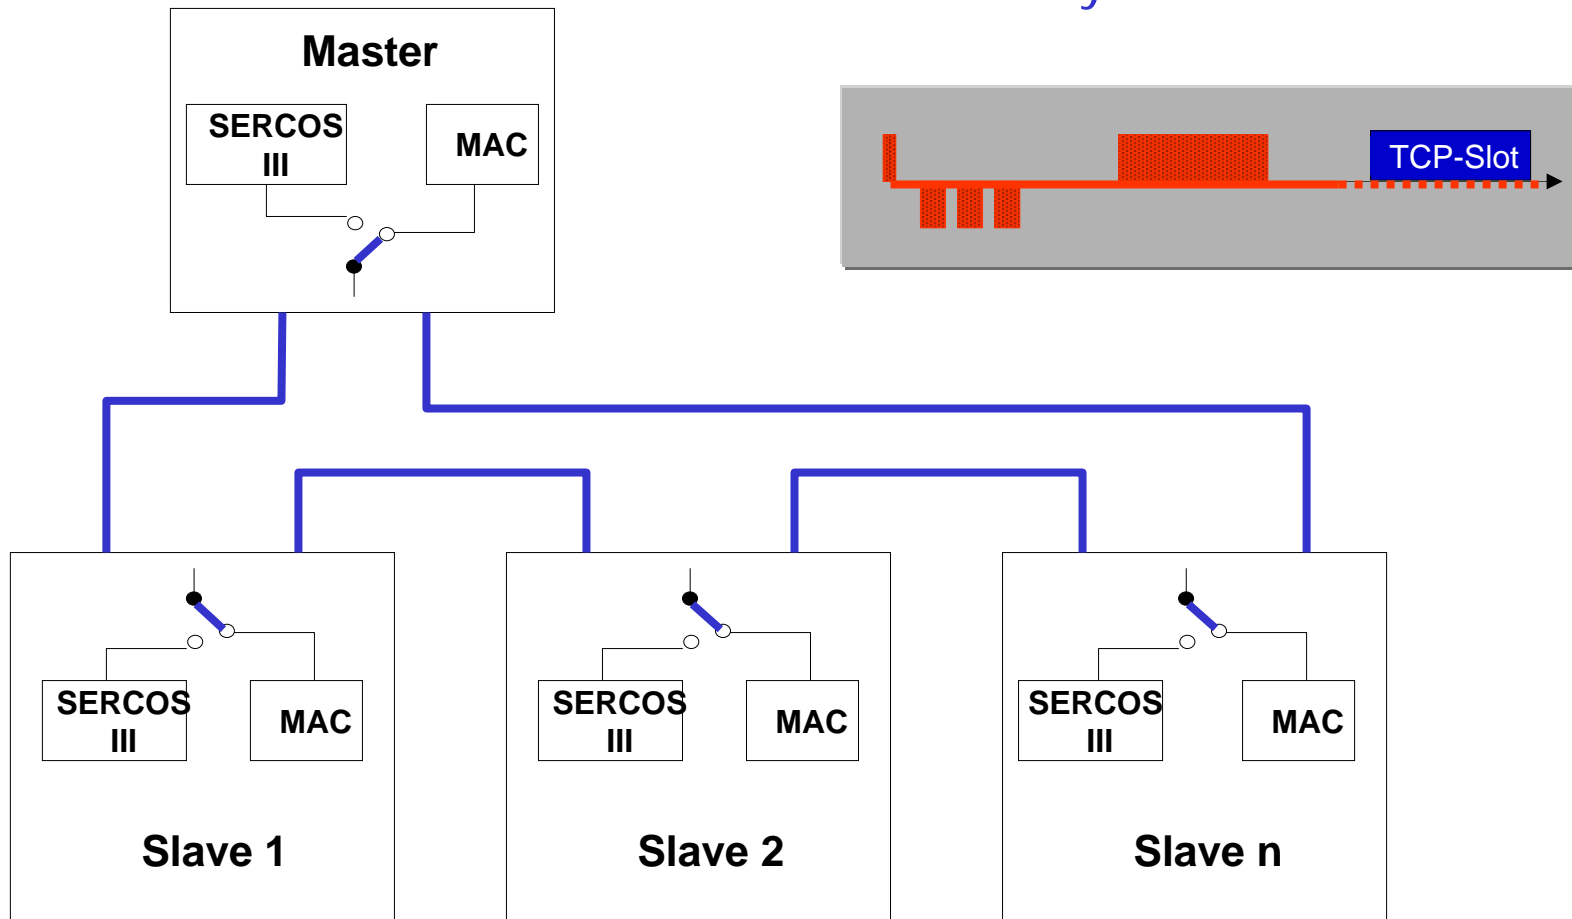 Master
SERCOS
III
MAC
TCP-Slot
SERCOS
III
MAC
SERCOS
III
MAC
SERCOS
III
MAC
Slave 1
Slave 2
Slave n